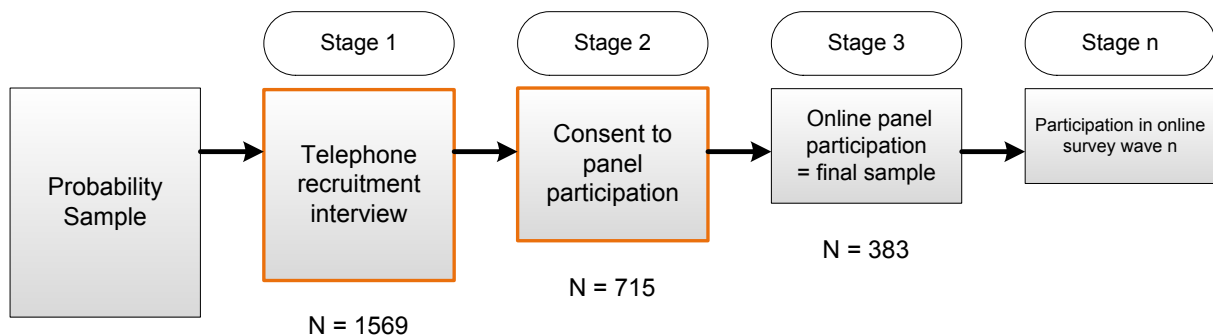 Stage 1
Stage 2
Stage 3
Stage n
Probability
Sample
Telephone
recruitment
interview
Consent to
panel
participation
Online panel
participation
= final sample
Participation in online
survey wave n
N = 1569
N = 715
N = 383